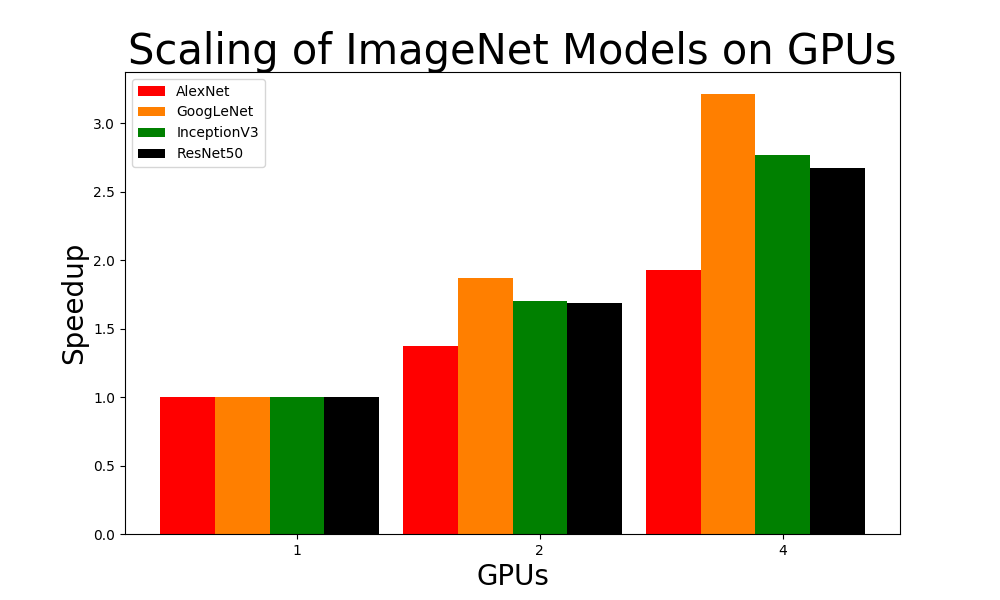 Scaling of ImageNet Models on GPUs
AlexNet
GoogLeNet
InceptionV3
ResNet50
Speedup
3.0
2.5
2.0
1.5
1.0
0.5
0.0
1 2 4
GPUs